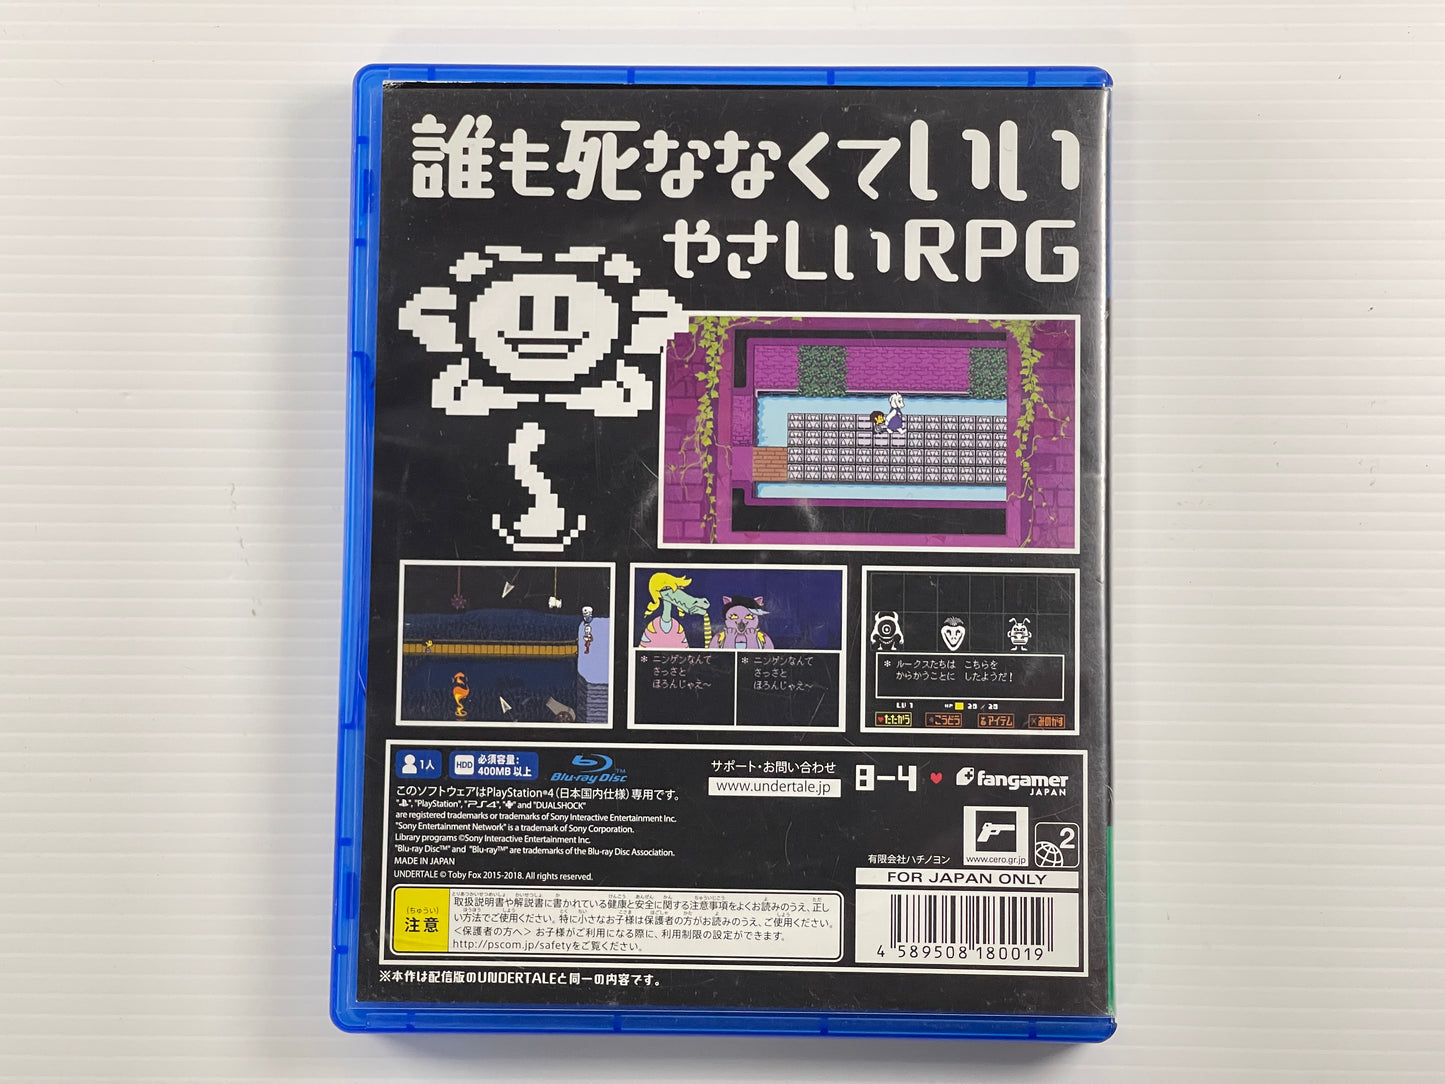 誰も死ななくていい
やさしいRPG
* ニンゲンなんて
さっさと
ほろんじゃえ〜
* ニンゲンなんて
さっさと
ほろんじゃえ〜
* ルークスたちは こちらを
からかうことに したようだ!
LV 1 HP 25 / 25
たたかう こうどう アイテム みのがす
1人
HDD 必須容量:
400MB 以上
Blu-ray Disc™
サポート・お問い合わせ
www.undertale.jp
8-4
fangamer
JAPAN
このソフトウェアはPlayStation®4(日本国内仕様)専用です。
"PlayStation", "PS4", and "DUALSHOCK"
are registered trademarks or trademarks of Sony Interactive Entertainment Inc.
"Sony Entertainment Network" is a trademark of Sony Corporation.
Library programs ©Sony Interactive Entertainment Inc.
"Blu-ray Disc™" and "Blu-ray™" are trademarks of the Blu-ray Disc Association.
MADE IN JAPAN
UNDERTALE © Toby Fox 2015-2018. All rights reserved.
www.cero.gr.jp
2
有限会社ハチノヨン
FOR JAPAN ONLY
(ちゅうい)
注意
取扱説明書や解説書に書かれている健康と安全に関する注意事項をよくお読みのうえ、正し
い方法でご使用ください。特に小さなお子様は保護者の方がお読みのうえ、ご使用ください。
<保護者の方へ> お子様がご利用になる際に、利用制限の設定ができます。
http://pscom.jp/safetyをご覧ください。
4 589508 180019
※本作は配信版のUNDERTALEと同一の内容です。